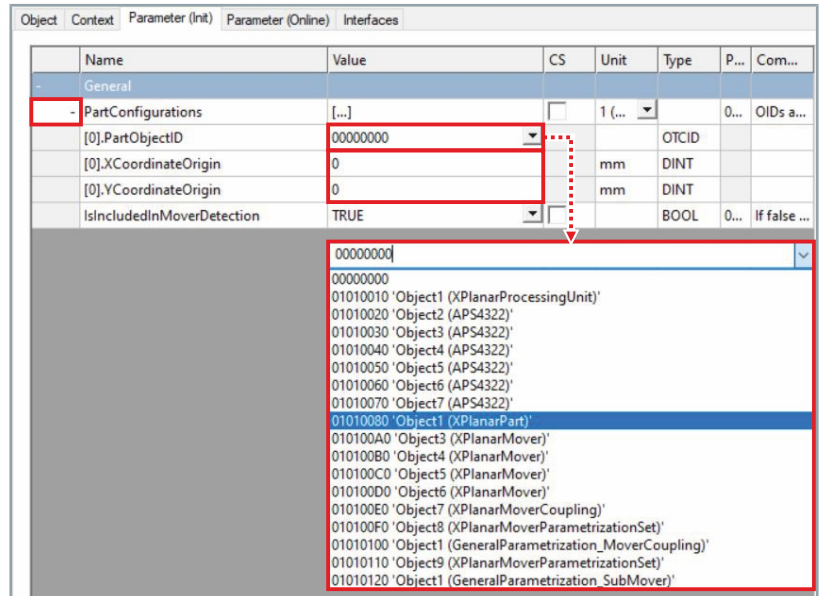 Object Context Parameter (Init) Parameter (Online) Interfaces
Name Value CS Unit Type P... Com...
- General
- PartConfigurations [...] 1 (... 0... OIDs a...
[0].PartObjectID 00000000 OTCID
[0].XCoordinateOrigin 0 mm DINT
[0].YCoordinateOrigin 0 mm DINT
IsIncludedInMoverDetection TRUE BOOL 0... If false ...
00000000
00000000
01010010 'Object1 (XPlanarProcessingUnit)'
01010020 'Object2 (APS4322)'
01010030 'Object3 (APS4322)'
01010040 'Object4 (APS4322)'
01010050 'Object5 (APS4322)'
01010060 'Object6 (APS4322)'
01010070 'Object7 (APS4322)'
01010080 'Object1 (XPlanarPart)'
010100A0 'Object3 (XPlanarMover)'
010100B0 'Object4 (XPlanarMover)'
010100C0 'Object5 (XPlanarMover)'
010100D0 'Object6 (XPlanarMover)'
010100E0 'Object7 (XPlanarMoverCoupling)'
010100F0 'Object8 (XPlanarMoverParametrizationSet)'
01010100 'Object1 (GeneralParametrization_MoverCoupling)'
01010110 'Object9 (XPlanarMoverParametrizationSet)'
01010120 'Object1 (GeneralParametrization_SubMover)'